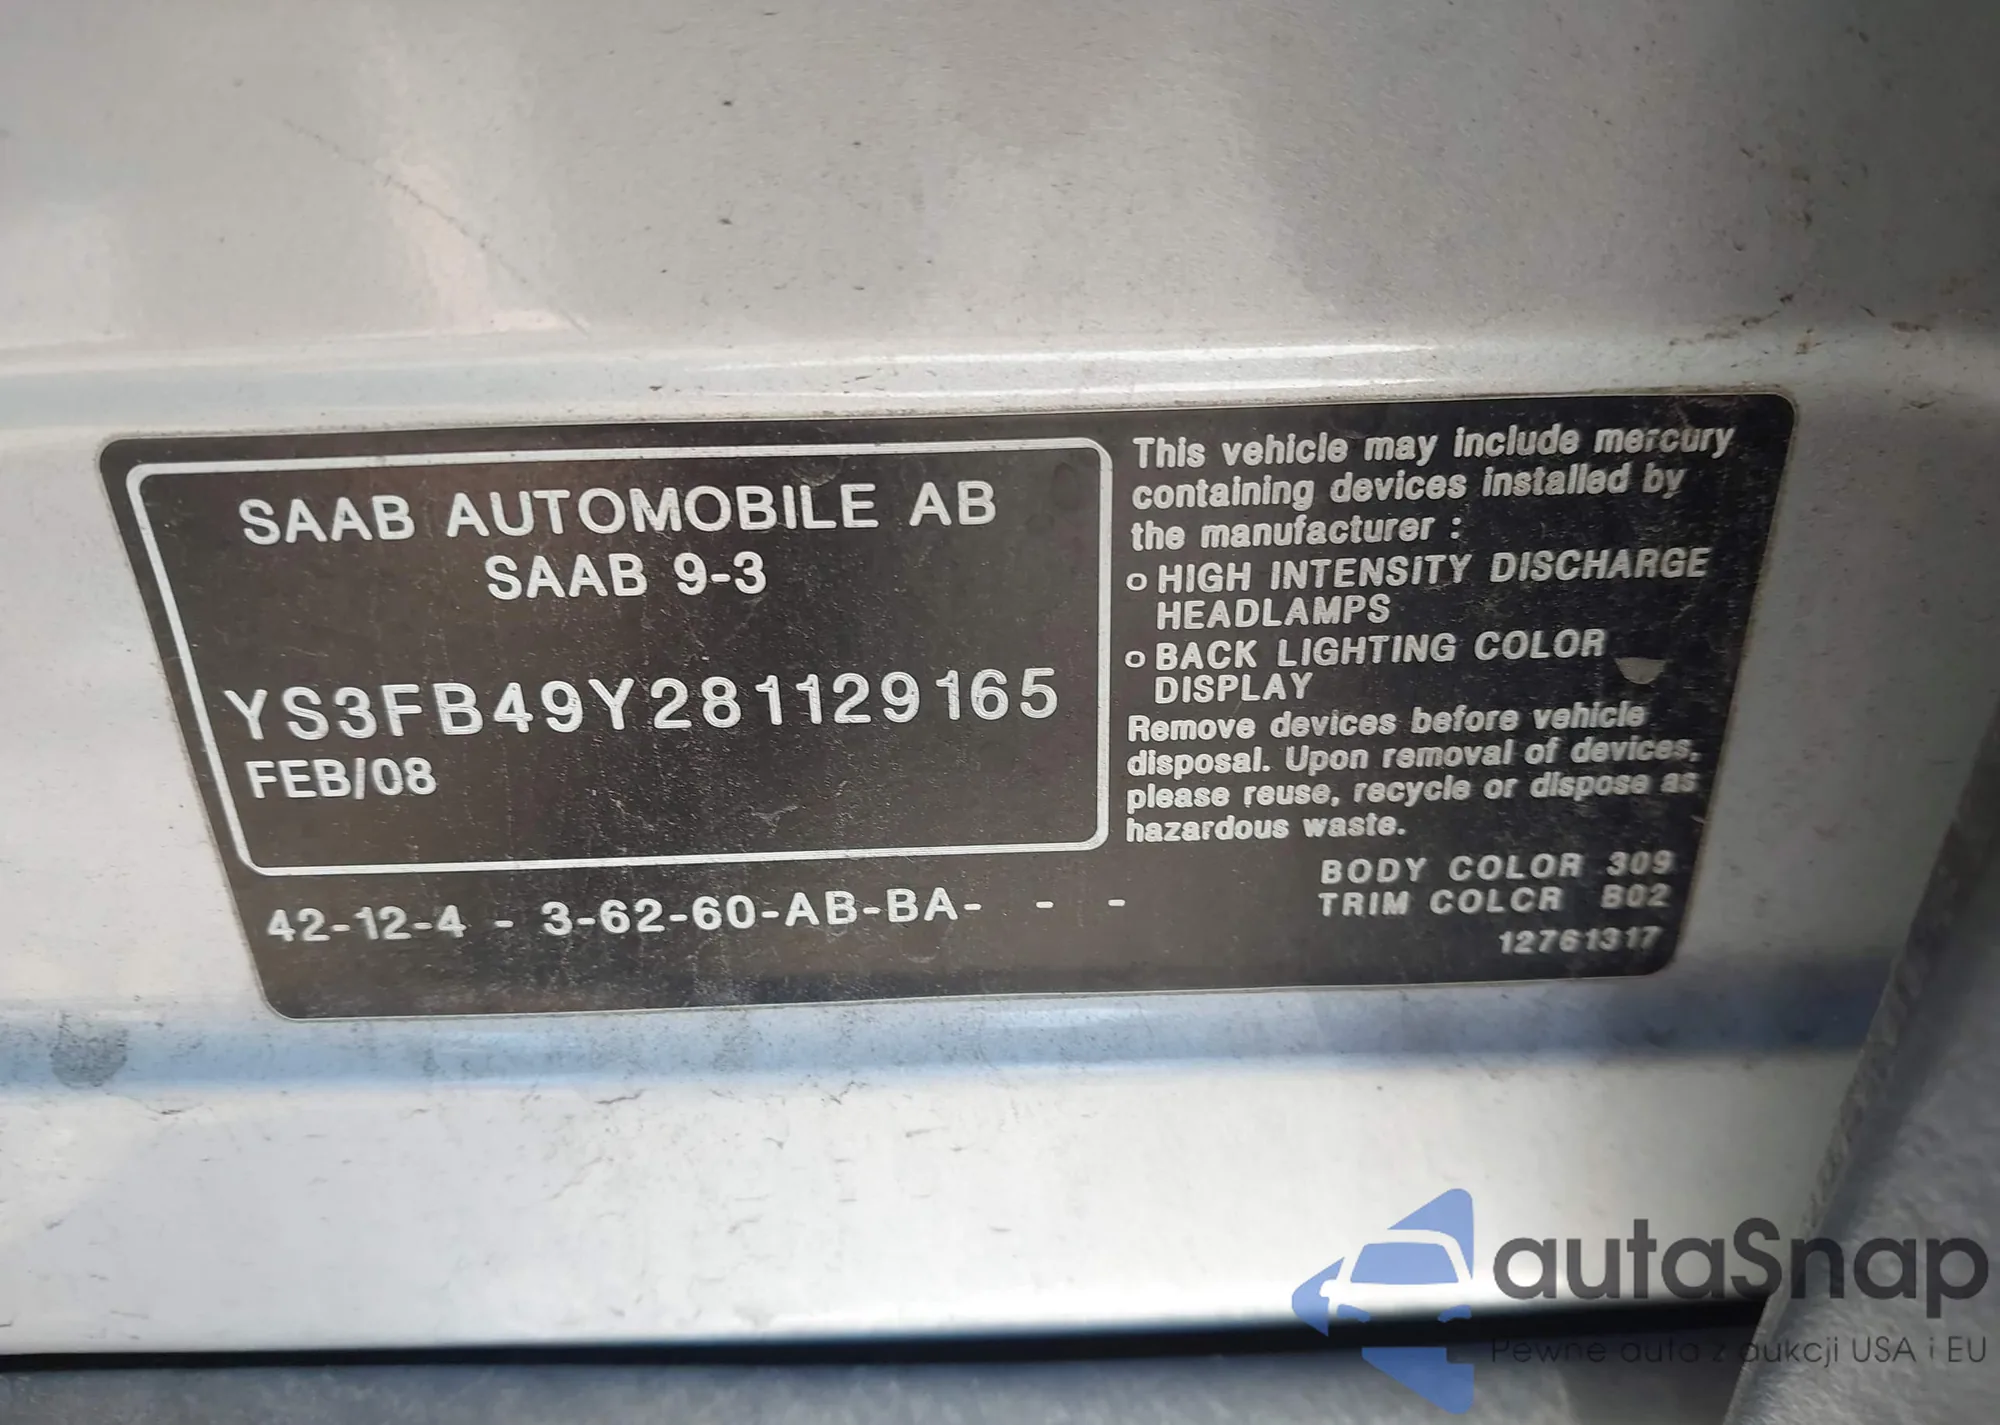 SAAB AUTOMOBILE AB
SAAB 9-3
YS3FB49Y281129165
FEB/08
42-12-4 - 3-62-60-AB-BA- - -
This vehicle may include mercury
containing devices installed by
the manufacturer :
o HIGH INTENSITY DISCHARGE
HEADLAMPS
o BACK LIGHTING COLOR
DISPLAY
Remove devices before vehicle
disposal. Upon removal of devices,
please reuse, recycle or dispose as
hazardous waste.
BODY COLOR 309
TRIM COLOR B02
12761317
autaSnap
Pewne auta z aukcji USA i EU